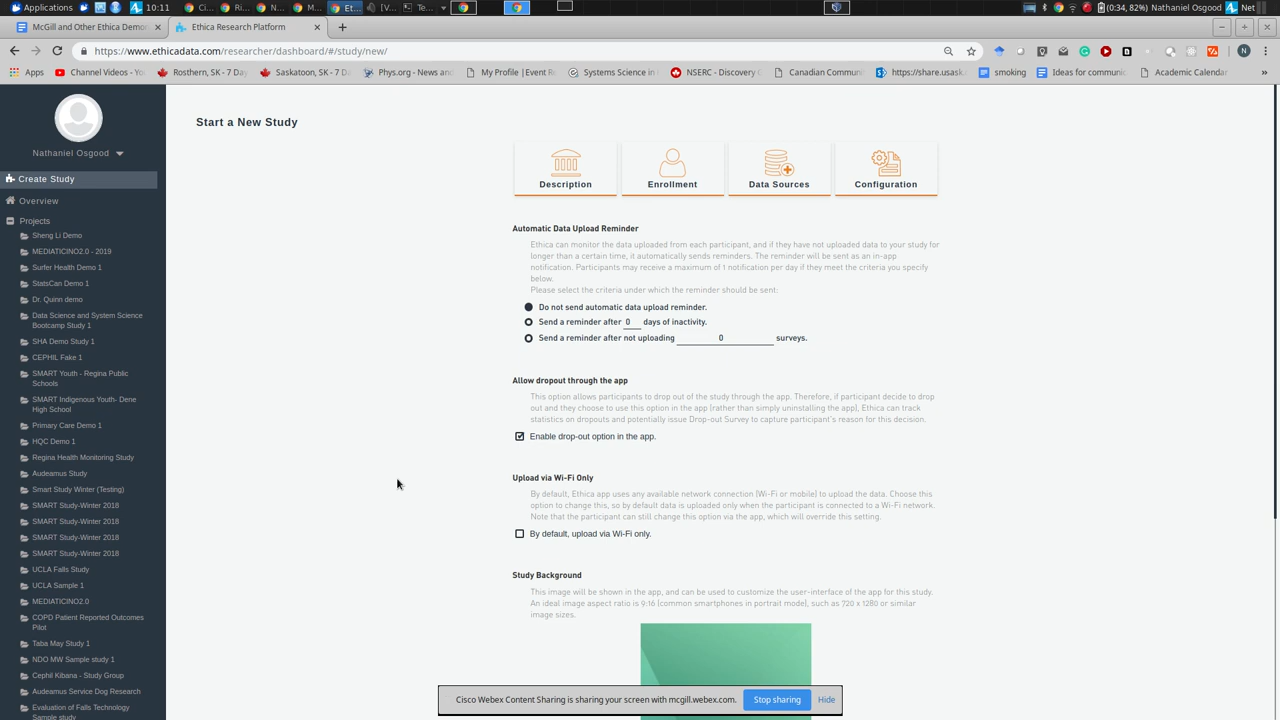 Applications
10:11
Ci
Ri
N
M
Et
[V
Te
(0:34, 82%)
Nathaniel Osgood
Net
McGill and Other Ethica Demo
Ethica Research Platform
https://www.ethicadata.com/researcher/dashboard/#/study/new/
N
Apps
Channel Videos - Yo
Rosthern, SK - 7 Day
Saskatoon, SK - 7 D
Phys.org - News an
My Profile | Event R
Systems Science in
NSERC - Discovery
Canadian Commun
https://share.usask.
smoking
Ideas for communic
Academic Calendar
»
Nathaniel Osgood
Create Study
Overview
Projects
Sheng Li Demo
MEDIATICINO2.0 - 2019
Surfer Health Demo 1
StatsCan Demo 1
Dr. Quinn demo
Data Science and System Science
Bootcamp Study 1
SHA Demo Study 1
CEPHIL Fake 1
SMART Youth - Regina Public
Schools
SMART Indigenous Youth- Dene
High School
Primary Care Demo 1
HQC Demo 1
Regina Health Monitoring Study
Audeamus Study
Smart Study Winter (Testing)
SMART Study-Winter 2018
SMART Study-Winter 2018
SMART Study-Winter 2018
SMART Study-Winter 2018
UCLA Falls Study
UCLA Sample 1
MEDIATICINO2.0
COPD Patient Reported Outcomes
Pilot
Taba May Study 1
NDO MW Sample study 1
Cephil Kibana - Study Group
Audeamus Service Dog Research
Evaluation of Falls Technology
Sample study
Start a New Study
Description
Enrollment
Data Sources
Configuration
Automatic Data Upload Reminder
Ethica can monitor the data uploaded from each participant, and if they have not uploaded data to your study for
longer than a certain time, it automatically sends reminders. The reminder will be sent as an in-app
notification. Participants may receive a maximum of 1 notification per day if they meet the criteria you specify
below.
Please select the criteria under which the reminder should be sent:
Do not send automatic data upload reminder.
Send a reminder after 0 days of inactivity.
Send a reminder after not uploading 0 surveys.
Allow dropout through the app
This option allows participants to drop out of the study through the app. Therefore, if participant decide to drop
out and they choose to use this option in the app (rather than simply uninstalling the app), Ethica can track
statistics on dropouts and potentially issue Drop-out Survey to capture participant's reason for this decision.
Enable drop-out option in the app.
Upload via Wi-Fi Only
By default, Ethica app uses any available network connection (Wi-Fi or mobile) to upload the data. Choose this
option to change this, so by default data is uploaded only when the participant is connected to a Wi-Fi network.
Note that the participant can still change this option via the app, which will override this setting.
By default, upload via Wi-Fi only.
Study Background
This image will be shown in the app, and can be used to customize the user-interface of the app for this study.
An ideal image aspect ratio is 9:16 (common smartphones in portrait mode), such as 720 x 1280 or similar
image sizes.
Cisco Webex Content Sharing is sharing your screen with mcgill.webex.com.
Stop sharing
Hide